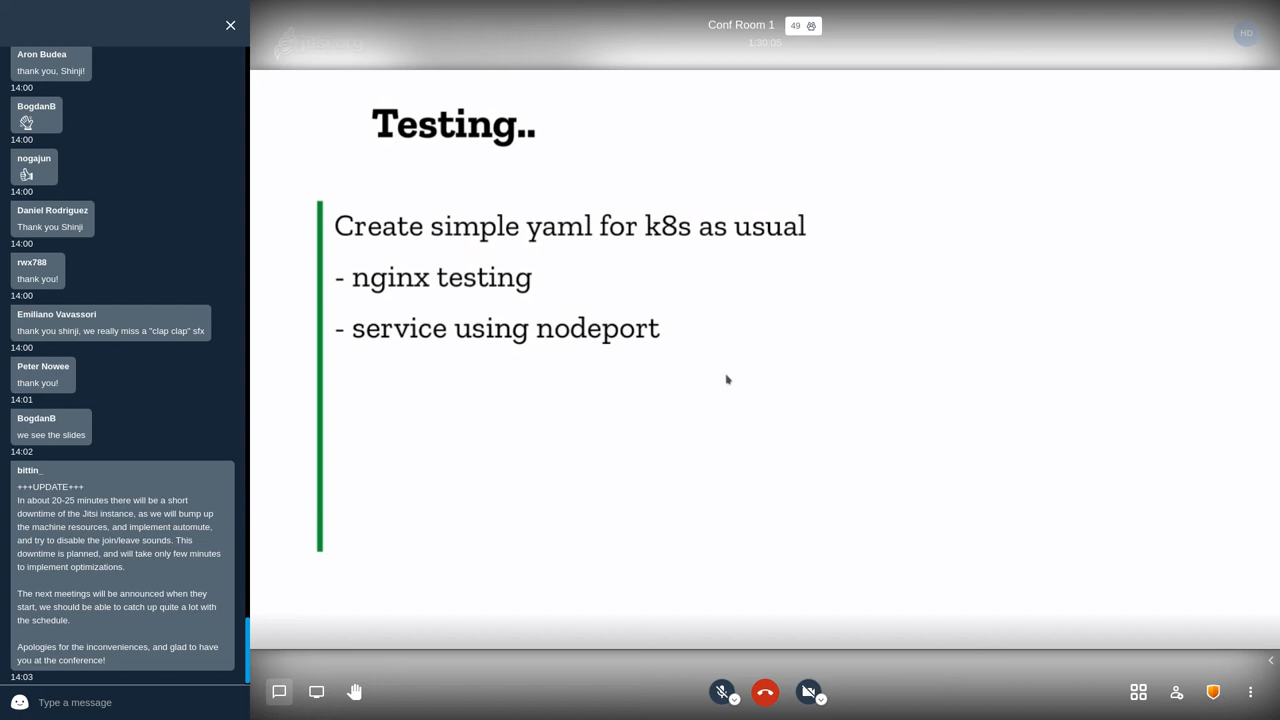 Aron Budea
thank you, Shinji!
14:00
BogdanB
14:00
nogajun
14:00
Daniel Rodriguez
Thank you Shinji
14:00
rwx788
thank you!
14:00
Emiliano Vavassori
thank you shinji, we really miss a "clap clap" sfx
14:00
Peter Nowee
thank you!
14:01
BogdanB
we see the slides
14:02
bittin_
+++UPDATE+++
In about 20-25 minutes there will be a short
downtime of the Jitsi instance, as we will bump up
the machine resources, and implement automute,
and try to disable the join/leave sounds. This
downtime is planned, and will take only few minutes
to implement optimizations.
The next meetings will be announced when they
start, we should be able to catch up quite a lot with
the schedule.
Apologies for the inconveniences, and glad to have
you at the conference!
14:03
Type a message
jitsi.org
Conf Room 1
49
1:30:05
HD
Testing..
Create simple yaml for k8s as usual
- nginx testing
- service using nodeport